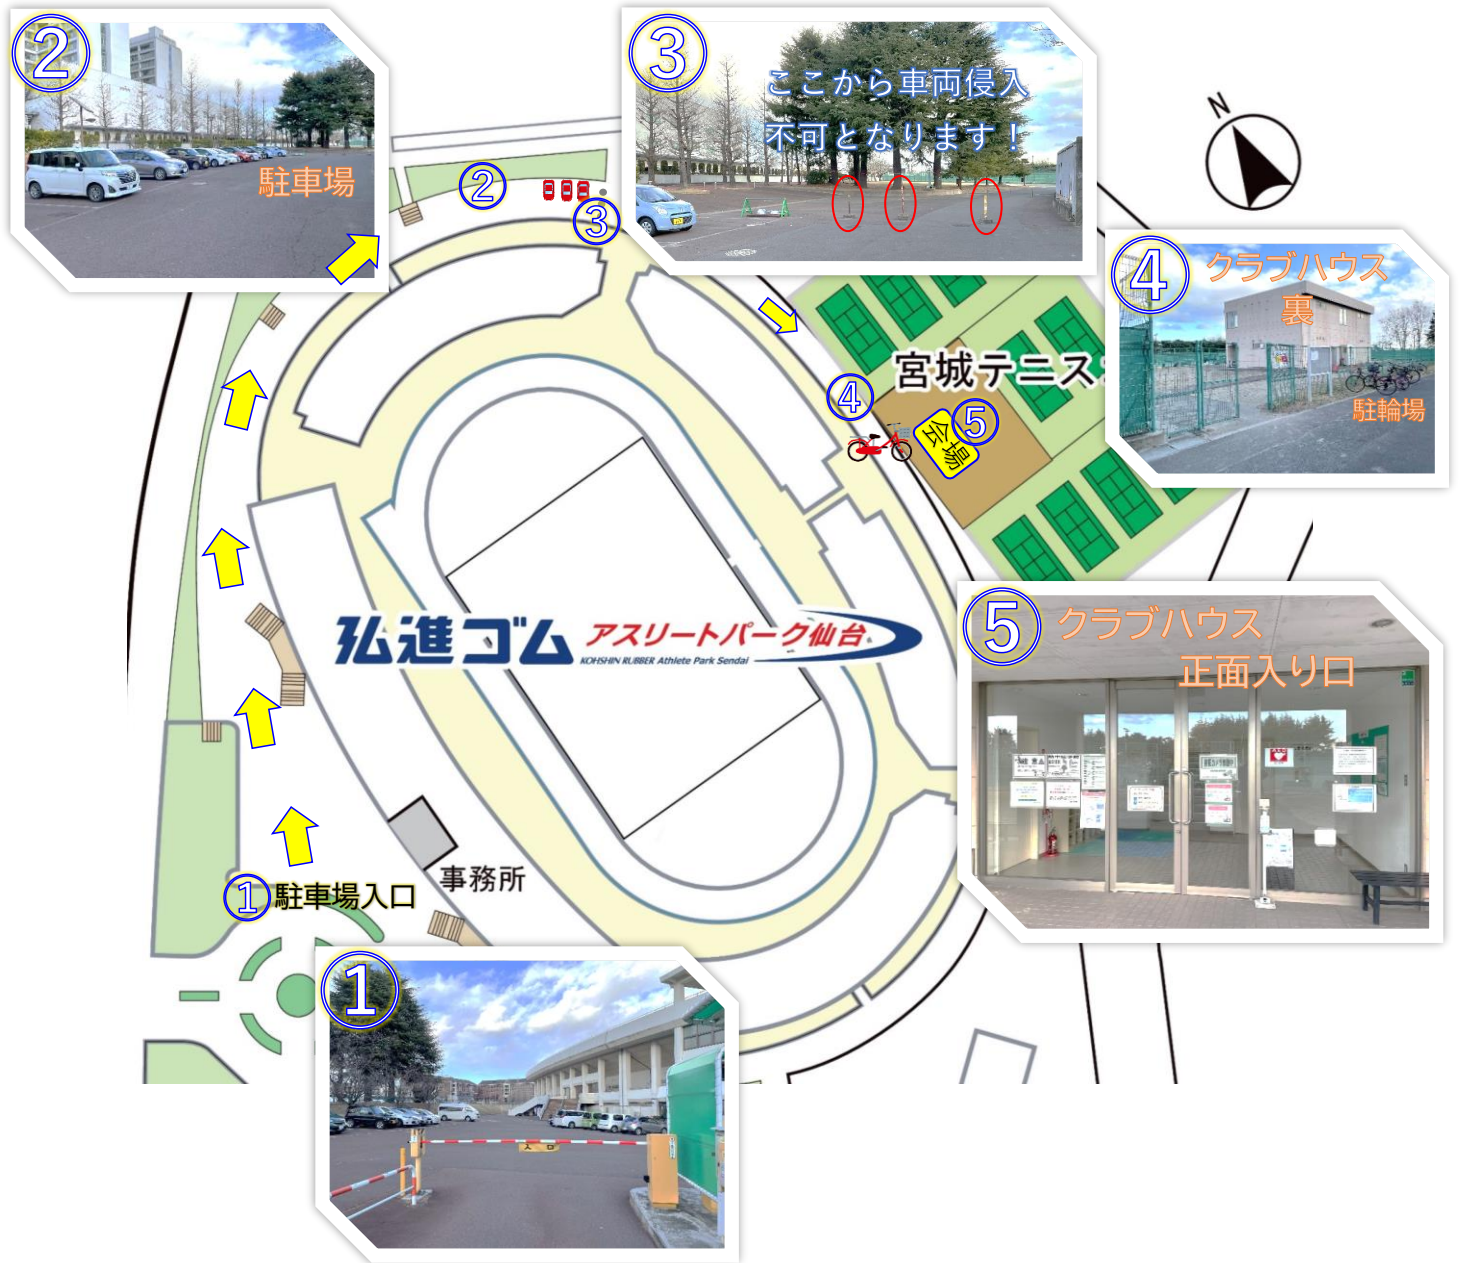 ②
駐車場
③
ここから車両侵入
不可となります！
N
②
③
④
クラブハウス
裏
駐輪場
宮城テニスコ
④
会場
⑤
弘進ゴム アスリートパーク仙台
KOHSHIN RUBBER Athlete Park Sendai
⑤
クラブハウス
正面入り口
事務所
① 駐車場入口
①
入口